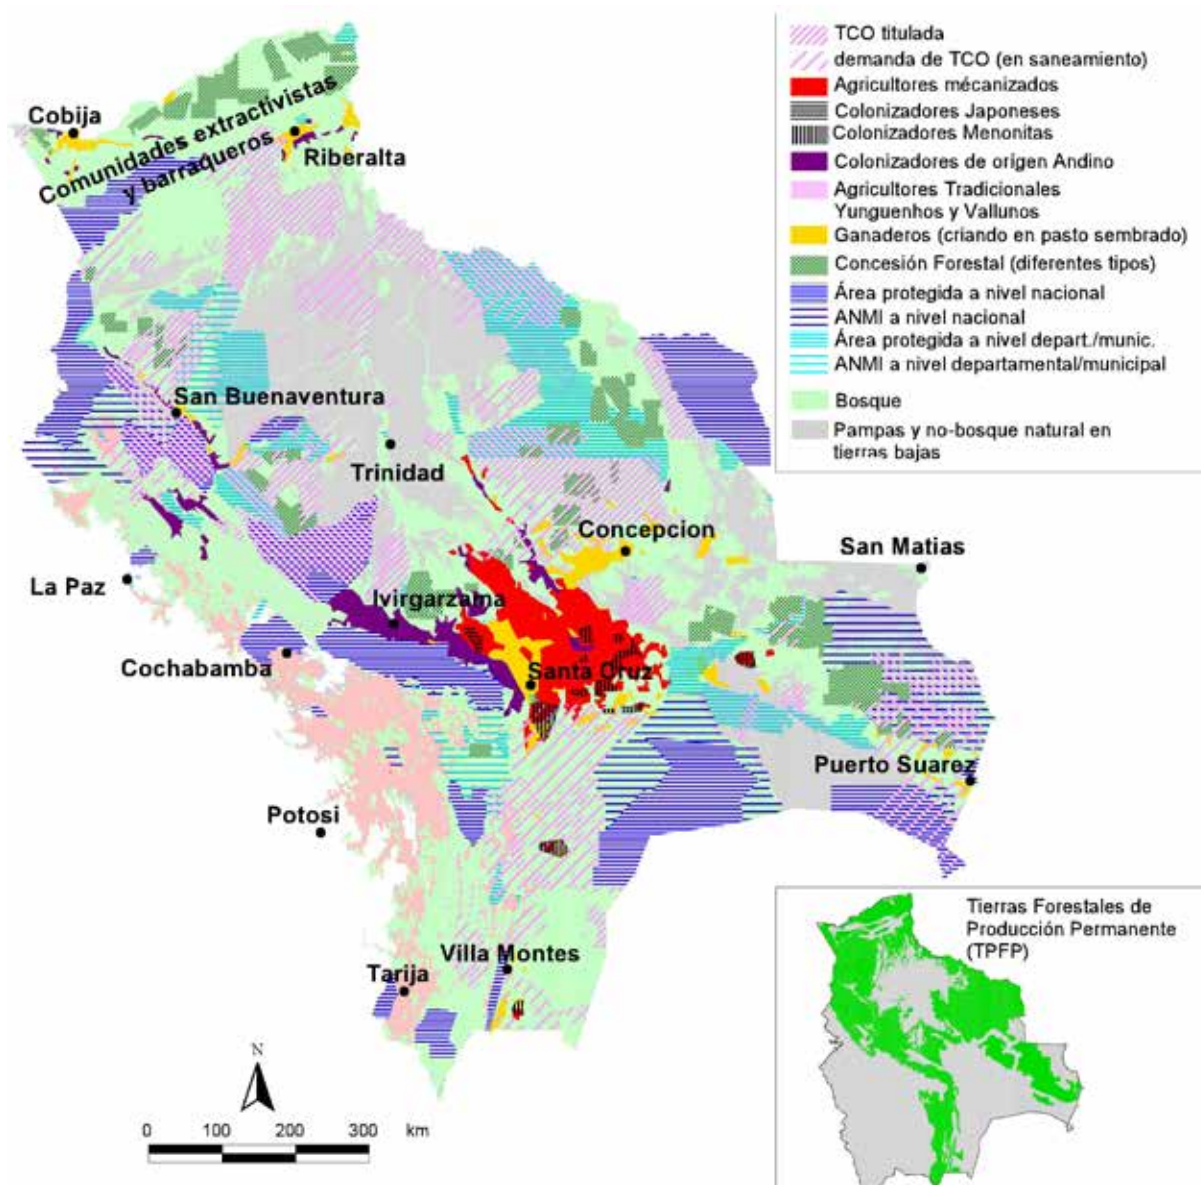 TCO titulada
demanda de TCO (en saneamiento)
Agricultores mécanizados
Colonizadores Japoneses
Colonizadores Menonitas
Colonizadores de origen Andino
Agricultores Tradicionales
Yunguenhos y Vallunos
Ganaderos (criando en pasto sembrado)
Concesión Forestal (diferentes tipos)
Área protegida a nivel nacional
ANMI a nivel nacional
Área protegida a nivel depart./munic.
ANMI a nivel departamental/municipal
Bosque
Pampas y no-bosque natural en
tierras bajas
Cobija
Comunidades extractivistas
y barraqueros
Riberalta
San Buenaventura
Trinidad
Concepcion
San Matias
La Paz
Ivirgarzama
Cochabamba
Santa Cruz
Puerto Suarez
Potosi
Villa Montes
Tarija
N
0 100 200 300 km
Tierras Forestales de
Producción Permanente
(TPFP)